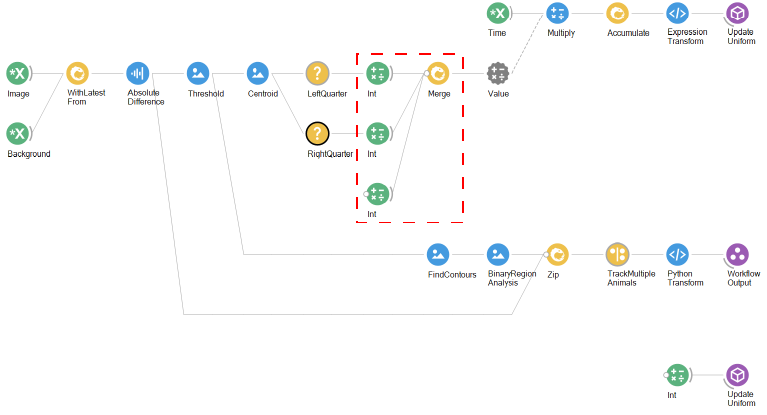 Time
Multiply
Accumulate
Expression
Transform
Update
Uniform
Image
WithLatest
From
Absolute
Difference
Threshold
Centroid
LeftQuarter
Int
Merge
Value
Background
RightQuarter
Int
Int
FindContours
BinaryRegion
Analysis
Zip
TrackMultiple
Animals
Python
Transform
Workflow
Output
Int
Update
Uniform